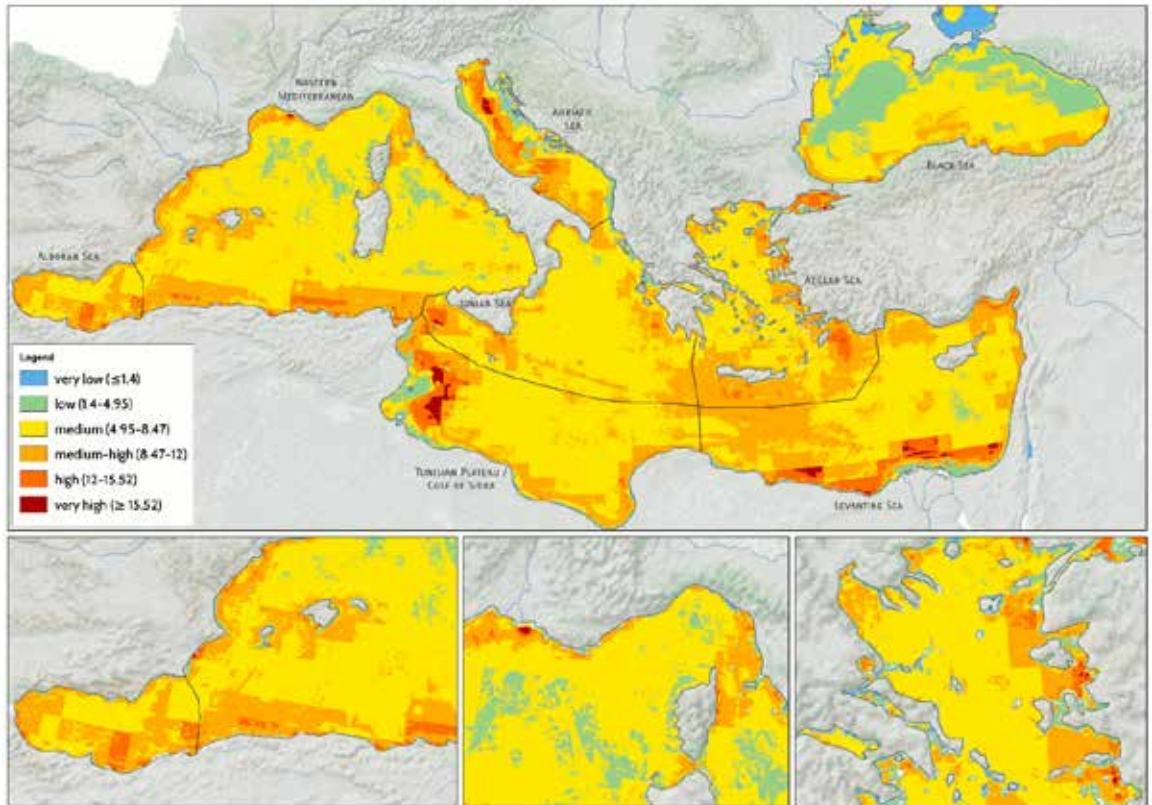 WESTERN
MEDITERRANEAN
ADRIATIC
SEA
BLACK SEA
ALBORAN SEA
IONIAN SEA
AEGEAN SEA
Legend
very low (≤1.4)
low (1.4-4.95)
medium (4.95-8.47)
medium-high (8.47-12)
high (12-15.52)
very high (≥ 15.52)
TUNISIAN PLATEAU /
GULF OF SIDRA
LEVANTINE SEA